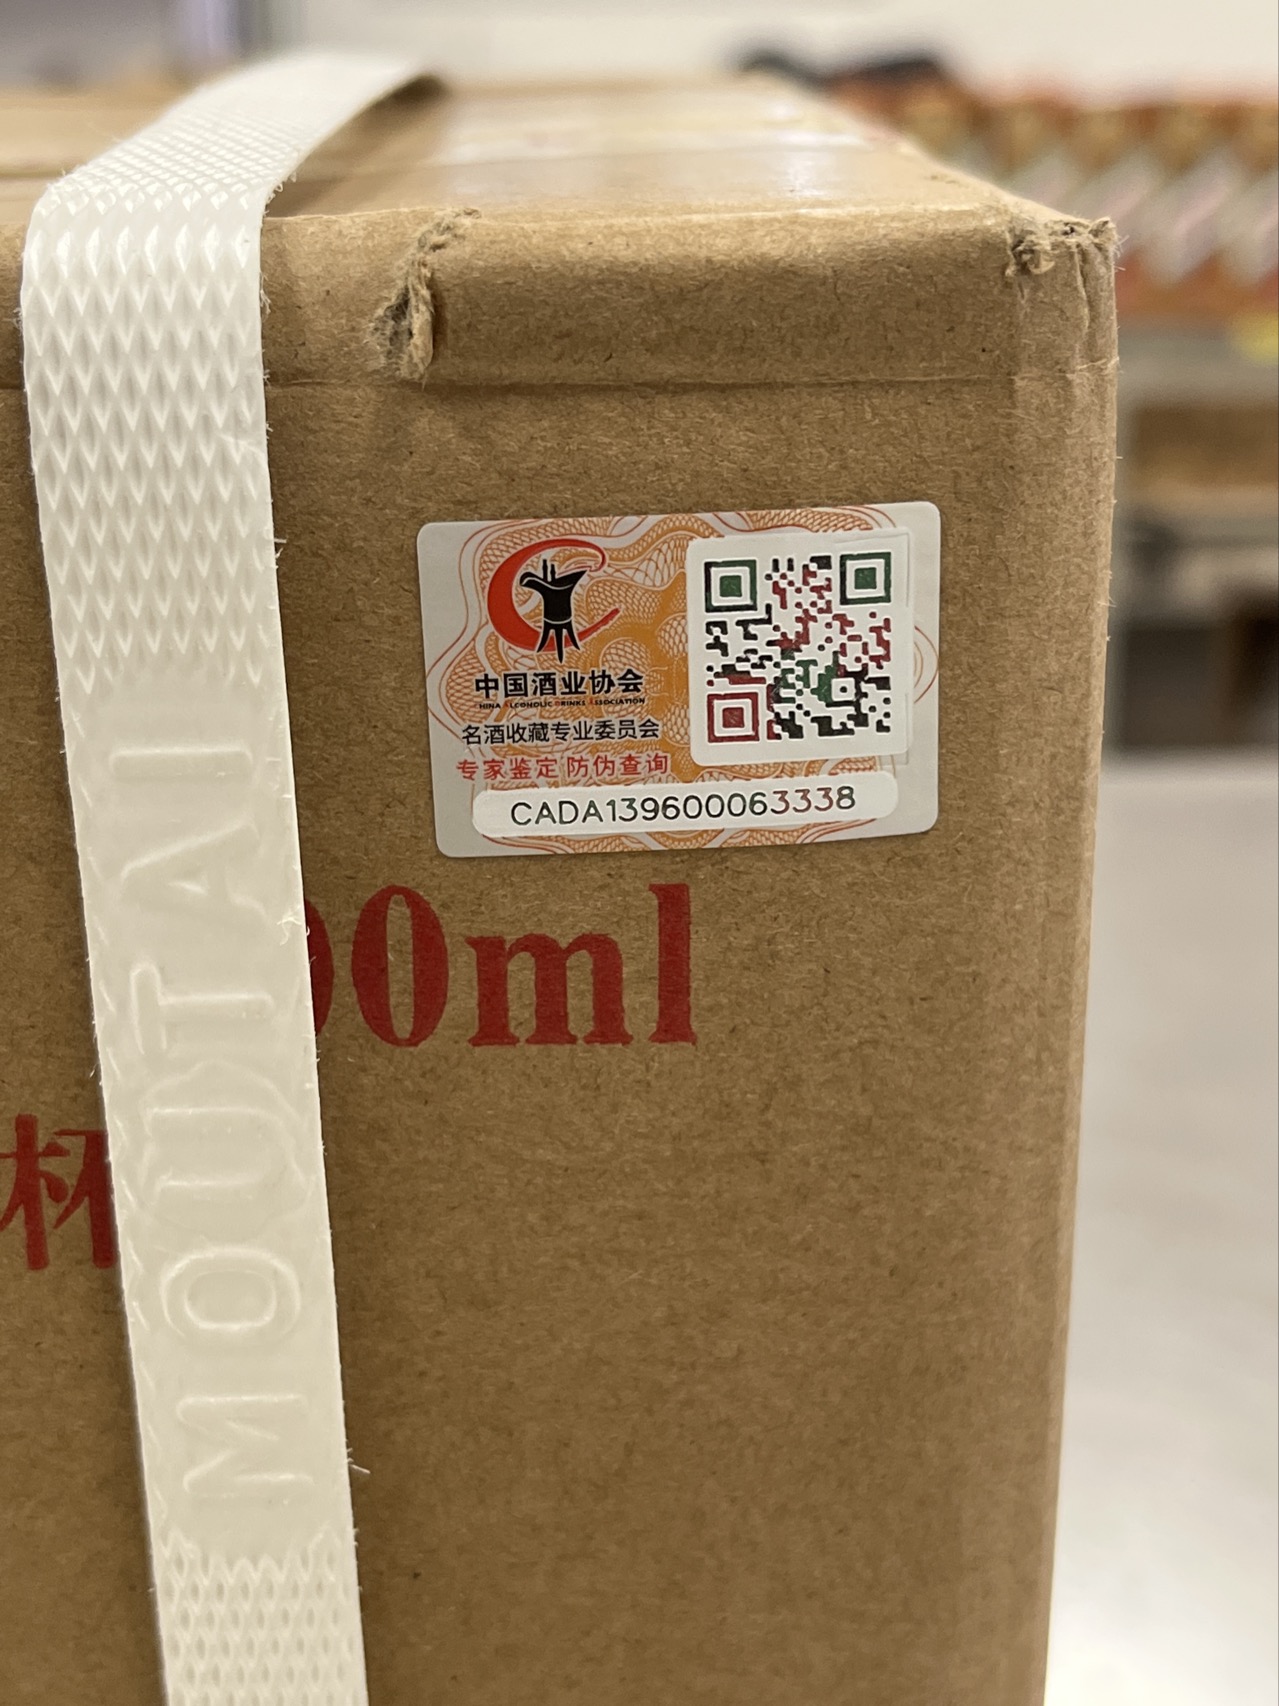 中国酒业协会
CHINA ALCOHOLIC DRINKS ASSOCIATION
名酒收藏专业委员会
专家鉴定 防伪查询
CADA139600063338
00ml
杯
MOUTAI